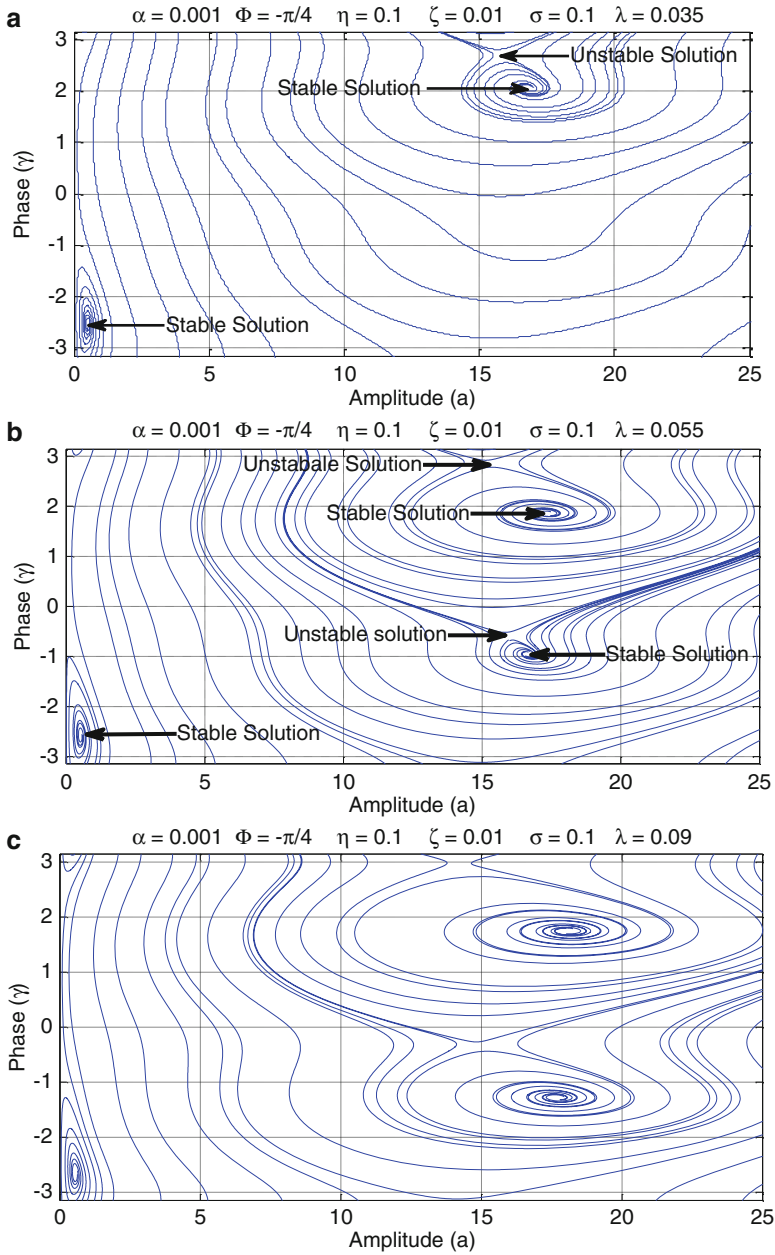 a
α = 0.001 Φ = -π/4 η = 0.1 ζ = 0.01 σ = 0.1 λ = 0.035
3
2
1
0
-1
-2
-3
Phase (γ)
Unstable Solution
Stable Solution
Stable Solution
0 5 10 15 20 25
Amplitude (a)
b
α = 0.001 Φ = -π/4 η = 0.1 ζ = 0.01 σ = 0.1 λ = 0.055
3
2
1
0
-1
-2
-3
Phase (γ)
Unstabale Solution
Stable Solution
Unstable solution
Stable Solution
Stable Solution
0 5 10 15 20 25
Amplitude (a)
c
α = 0.001 Φ = -π/4 η = 0.1 ζ = 0.01 σ = 0.1 λ = 0.09
3
2
1
0
-1
-2
-3
Phase (γ)
0 5 10 15 20 25
Amplitude (a)